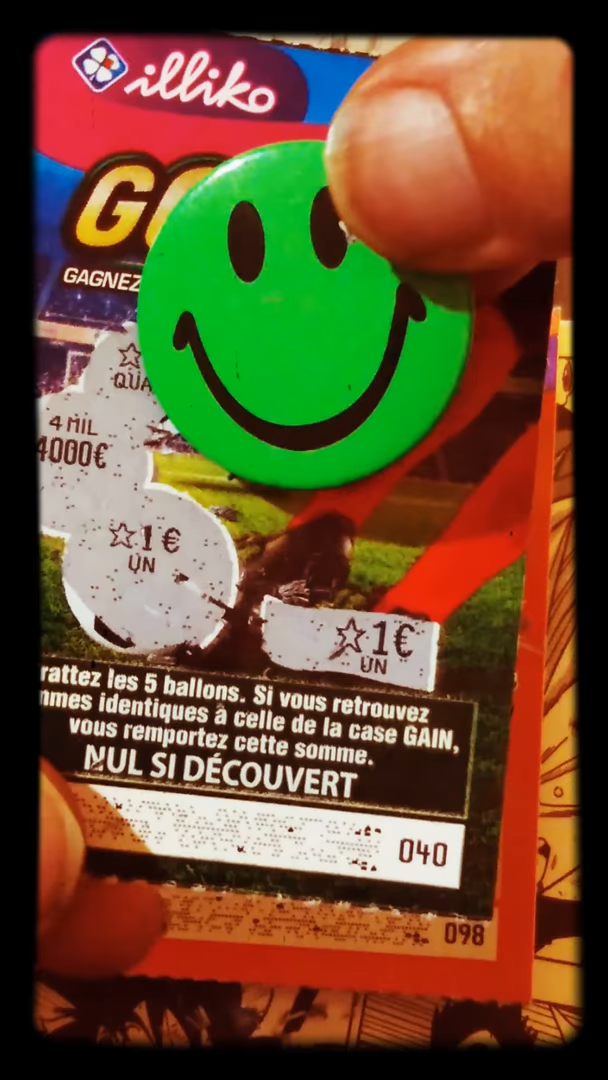 illiko
GO
GAGNEZ
QUA
4 MIL
4000€
☆1€
UN
☆1€
UN
rattez les 5 ballons. Si vous retrouvez
mmes identiques à celle de la case GAIN,
vous remportez cette somme.
NUL SI DÉCOUVERT
040
098